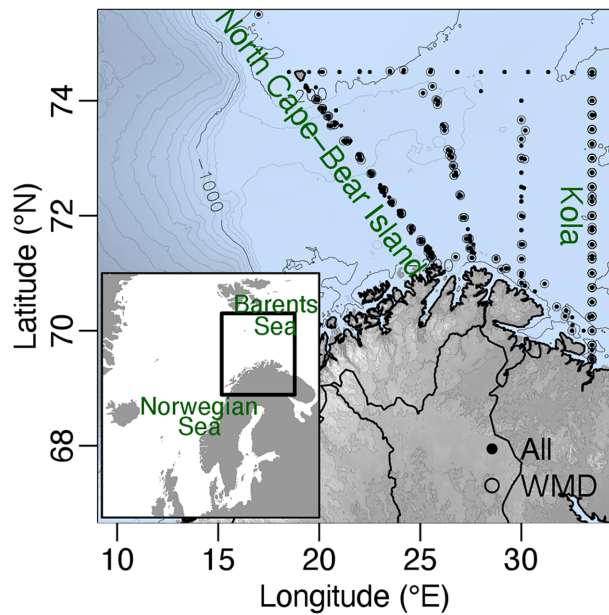 North Cape–Bear Island
Kola
−1000
Latitude (°N)
74
72
70
68
Barents
Sea
Norwegian
Sea
All
WMD
10
15
20
25
30
Longitude (°E)